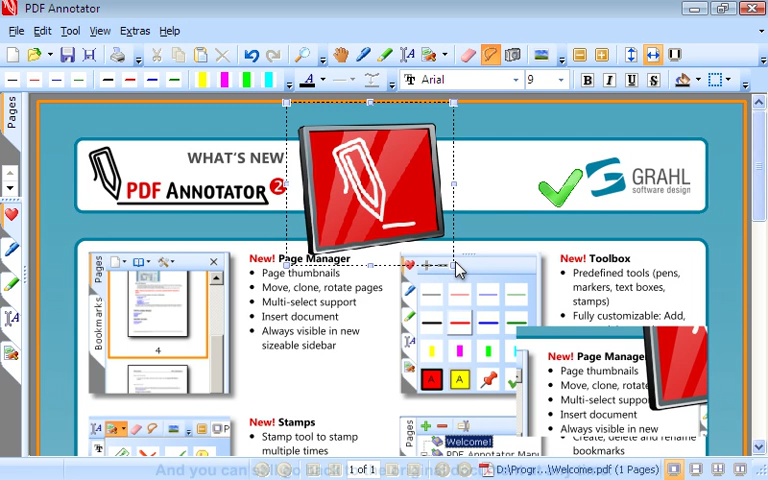 PDF Annotator
File Edit Tool View Extras Help
Arial 9 B I U S
Pages
WHAT'S NEW
PDF ANNOTATOR 2
GRAHL
software design
Pages
Bookmarks
4
New! Page Manager
Page thumbnails
Move, clone, rotate pages
Multi-select support
Insert document
Always visible in new
sizeable sidebar
A A
New! Toolbox
Predefined tools (pens,
markers, text boxes,
stamps)
Fully customizable: Add,
New! Page Manager
Page thumbnails
Move, clone, rotate
Multi-select suppo
Insert document
Always visible in new
Create, delete and rename
bookmarks
New! Stamps
Stamp tool to stamp
multiple times
Pages
Welcome!
PDF Annotator Man
1 of 1
D:\Progr...\Welcome.pdf (1 Pages)
And you can